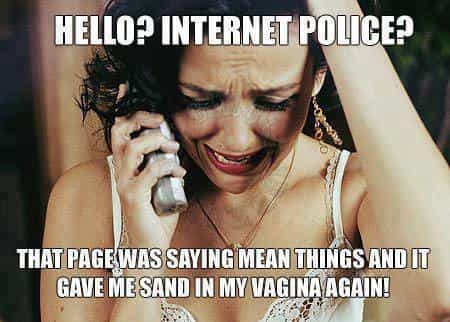 HELLO? INTERNET POLICE?
THAT PAGE WAS SAYING MEAN THINGS AND IT
GAVE ME SAND IN MY VAGINA AGAIN!